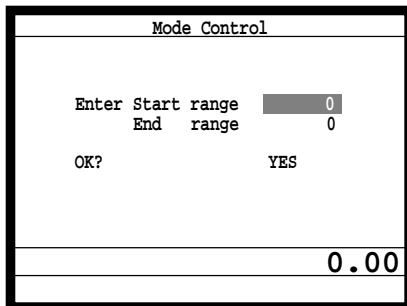 Mode Control
Enter Start range 0
End range 0
OK? YES
0.00